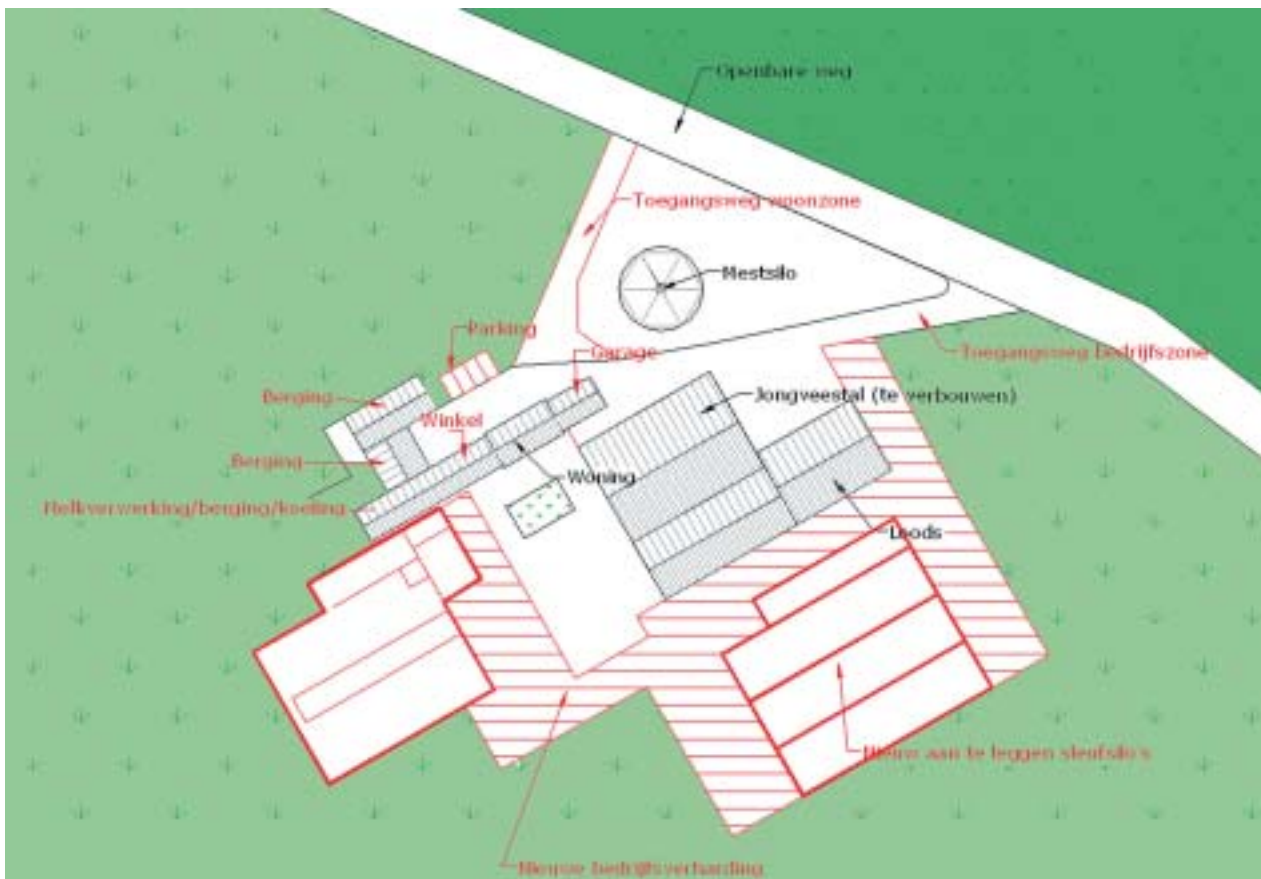 Openbare weg
Toegangsweg woonzone
Mestsilo
Parking
Garage
Toegangsweg bedrijfszone
Berging
Jongveestal (te verbouwen)
Winkel
Berging
Woning
Melkverwerking/berging/koeling
Loods
Nieuw aan te leggen sleufsilo's
Nieuwe bedrijfsverharding